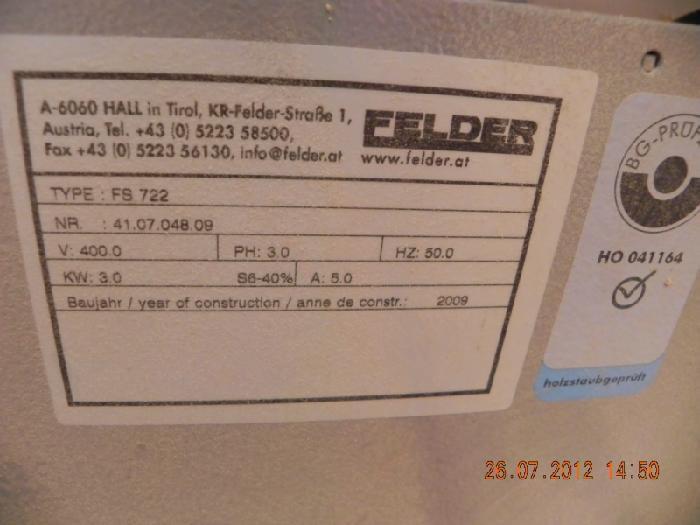 A-6060 HALL in Tirol, KR-Felder-Straße 1,
Austria, Tel. +43 (0) 5223 58500,
Fax +43 (0) 5223 56130, info@felder.at
FELDER
www.felder.at
TYPE : FS 722
NR. : 41.07.048.09
V: 400.0 PH: 3.0 HZ: 50.0
KW: 3.0 S6-40% A: 5.0
Baujahr / year of construction / anne de constr.: 2009
BG-PRÜF
HO 041164
holzstaubgeprüft
26.07.2012 14:50